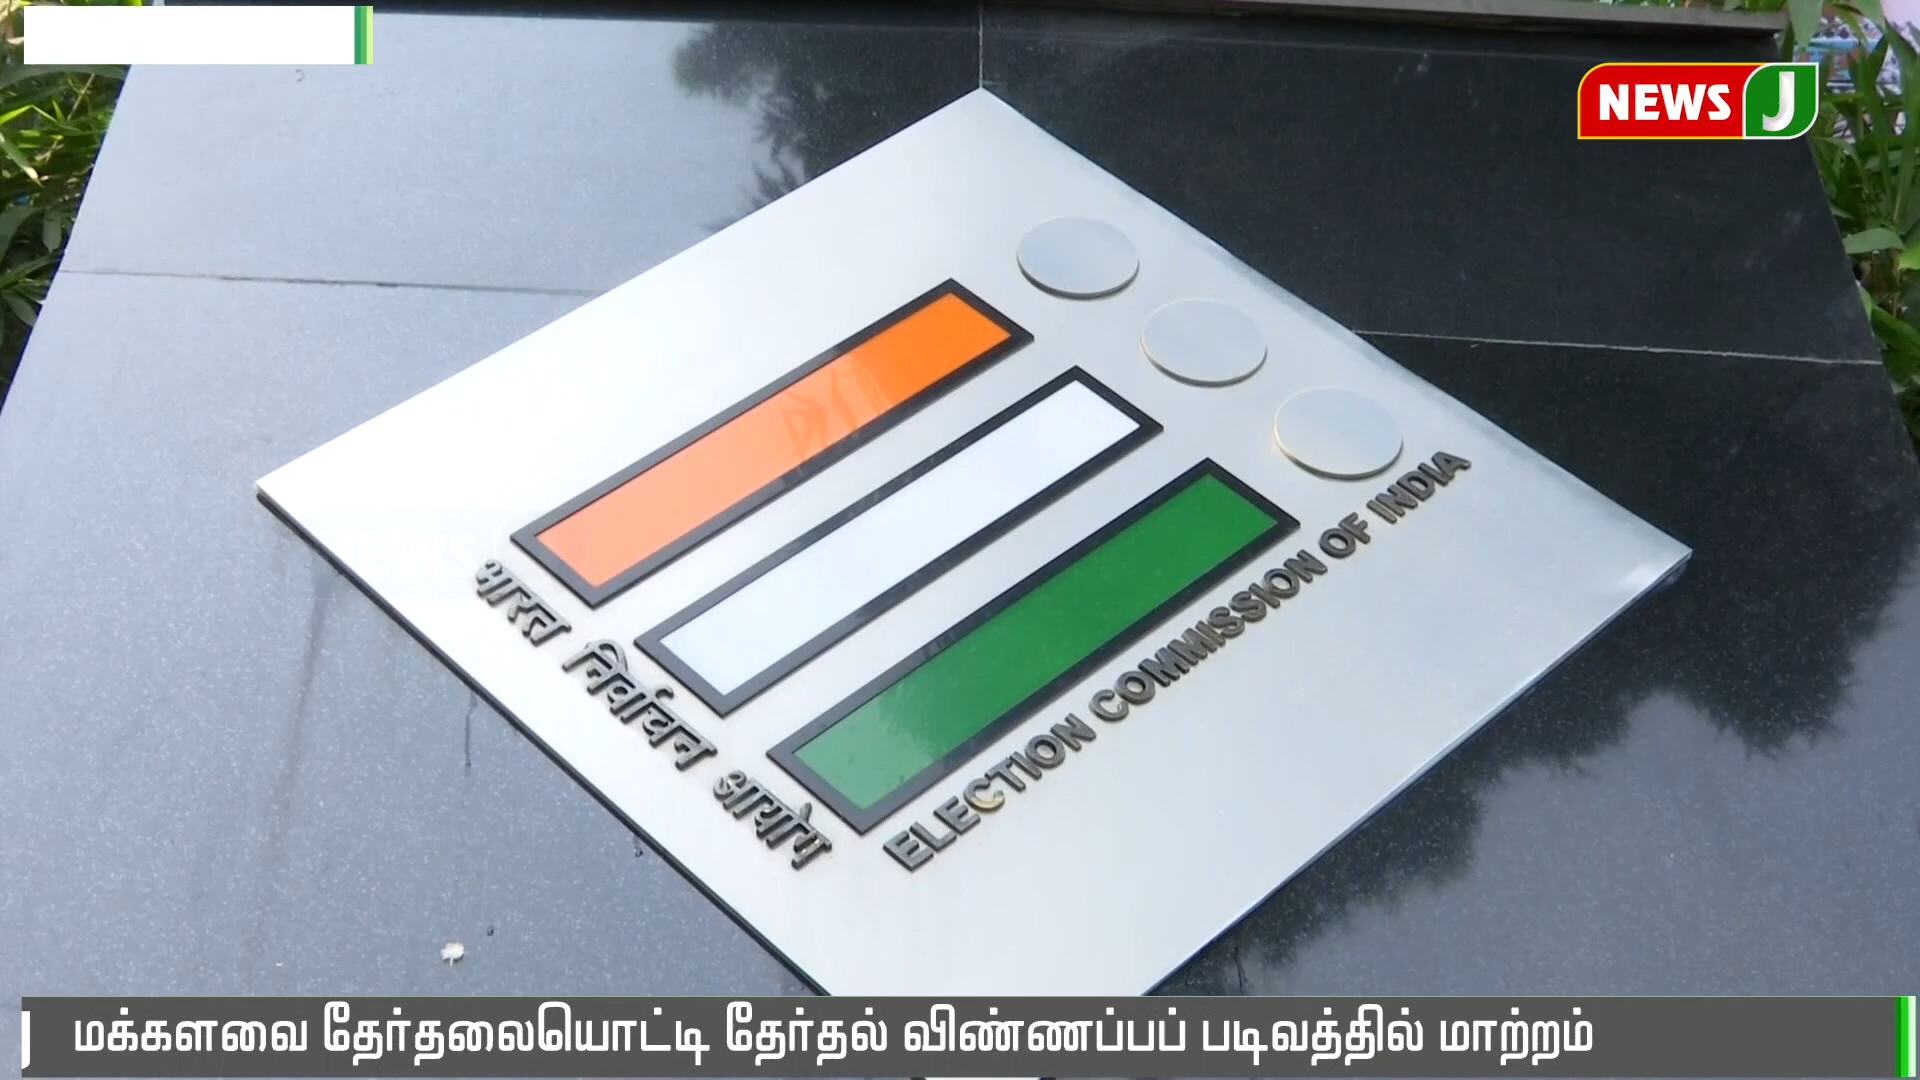 NEWS J
भारत निर्वाचन आयोग
ELECTION COMMISSION OF INDIA
மக்களவை தேர்தலையொட்டி தேர்தல் விண்ணப்பப் படிவத்தில் மாற்றம்